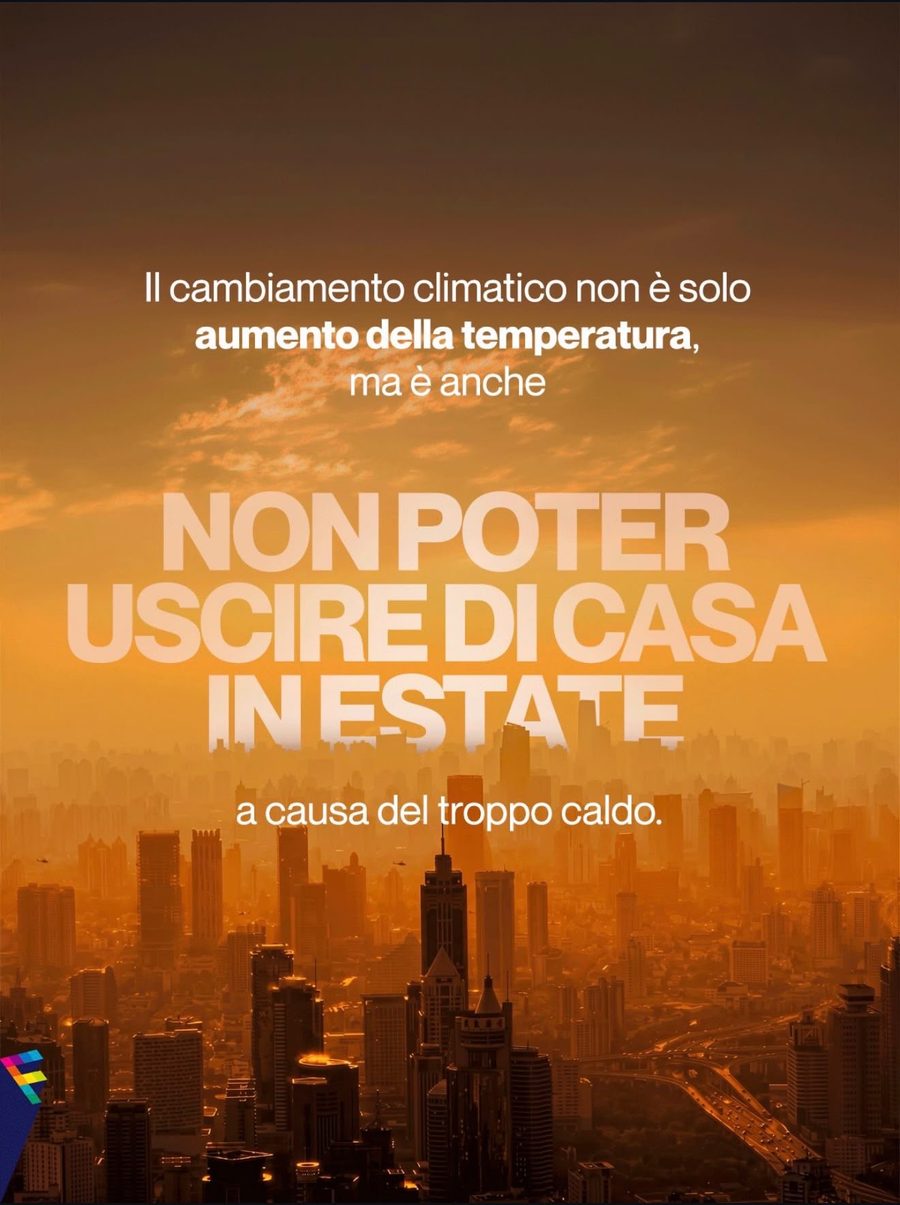 Il cambiamento climatico non è solo
aumento della temperatura,
ma è anche
NON POTER
USCIRE DI CASA
IN ESTATE
a causa del troppo caldo.